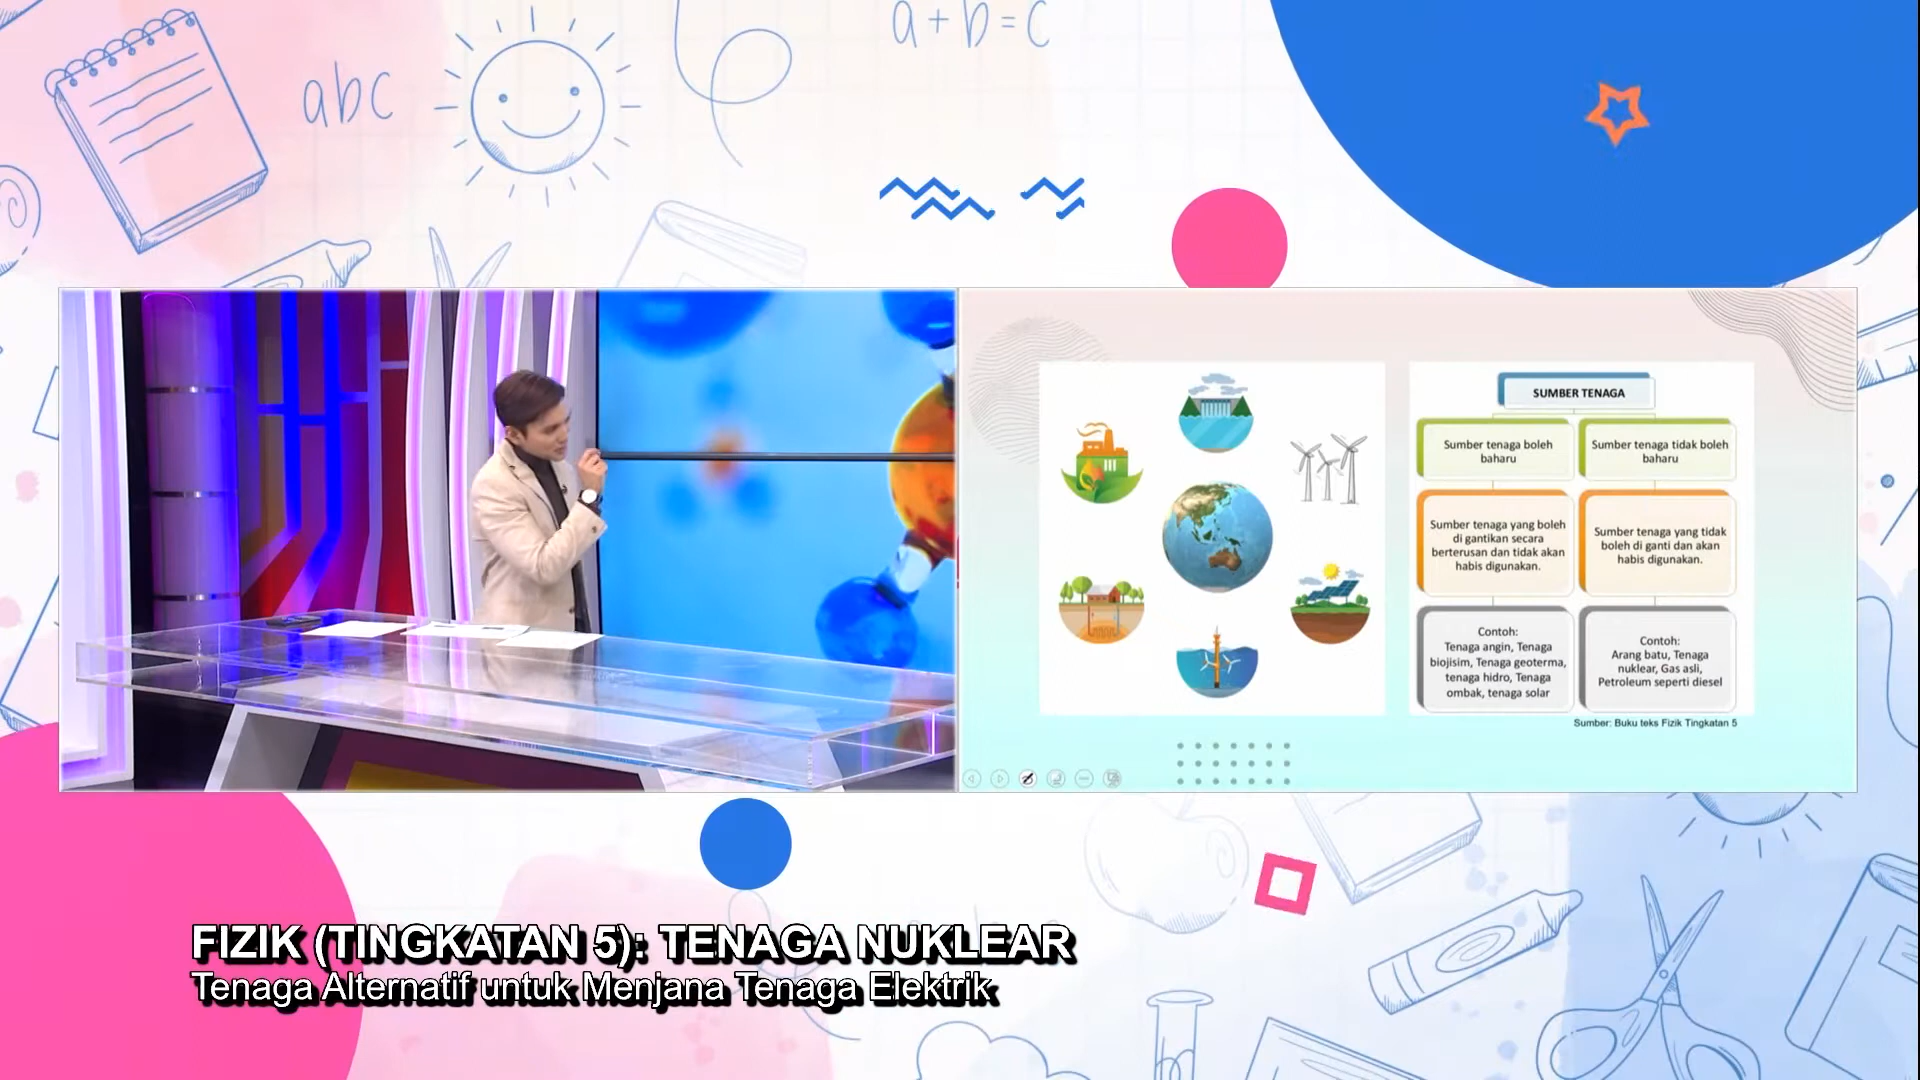 a+b=c
abc
SUMBER TENAGA
Sumber tenaga boleh
baharu
Sumber tenaga tidak boleh
baharu
Sumber tenaga yang boleh
di gantikan secara
berterusan dan tidak akan
habis digunakan.
Sumber tenaga yang tidak
boleh di ganti dan akan
habis digunakan.
Contoh:
Tenaga angin, Tenaga
biojisim, Tenaga geoterma,
tenaga hidro, Tenaga
ombak, tenaga solar
Contoh:
Arang batu, Tenaga
nuklear, Gas asli,
Petroleum seperti diesel
Sumber: Buku teks Fizik Tingkatan 5
FIZIK (TINGKATAN 5): TENAGA NUKLEAR
Tenaga Alternatif untuk Menjana Tenaga Elektrik